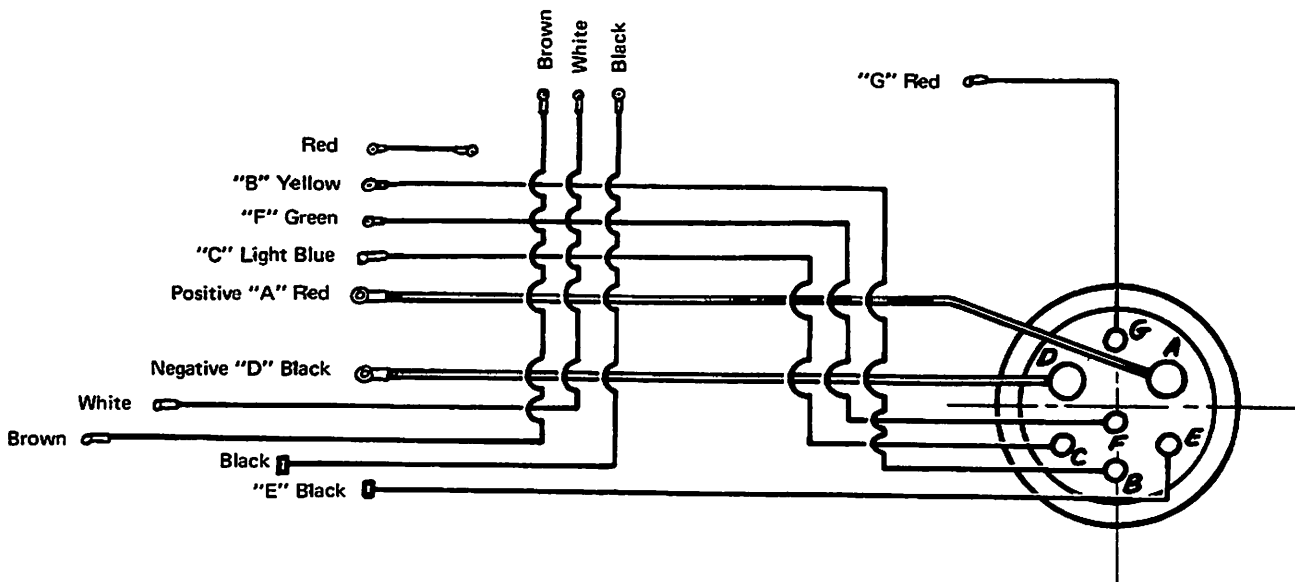 Brown
White
Black
"G" Red
Red
"B" Yellow
"F" Green
"C" Light Blue
Positive "A" Red
Negative "D" Black
White
Brown
Black
"E" Black
G
A
D
F
E
C
B